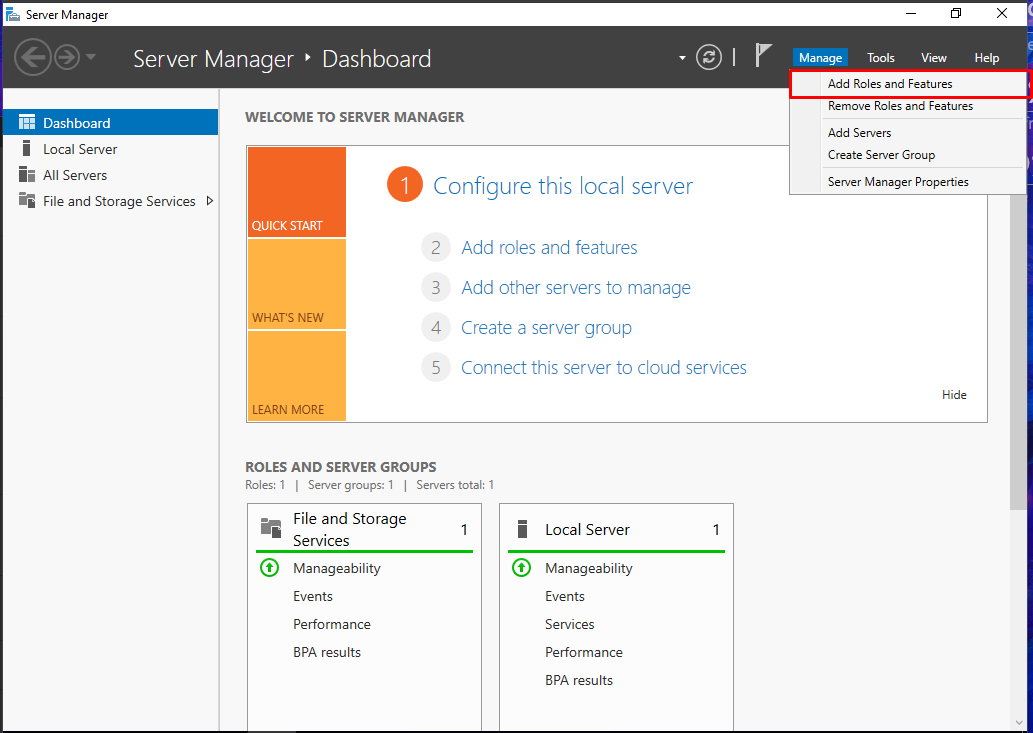 Server Manager
Server Manager ‣ Dashboard
Manage Tools View Help
Add Roles and Features
Remove Roles and Features
Add Servers
Create Server Group
Server Manager Properties
Dashboard
Local Server
All Servers
File and Storage Services
WELCOME TO SERVER MANAGER
QUICK START
WHAT'S NEW
LEARN MORE
1 Configure this local server
2 Add roles and features
3 Add other servers to manage
4 Create a server group
5 Connect this server to cloud services
Hide
ROLES AND SERVER GROUPS
Roles: 1 | Server groups: 1 | Servers total: 1
File and Storage
Services 1
Manageability
Events
Performance
BPA results
Local Server 1
Manageability
Events
Services
Performance
BPA results